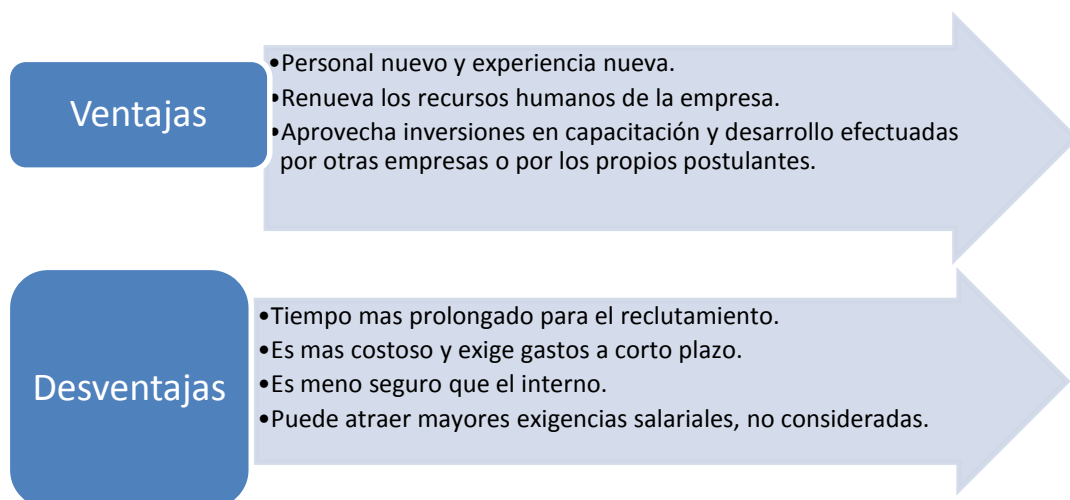 Ventajas
•Personal nuevo y experiencia nueva.
•Renueva los recursos humanos de la empresa.
•Aprovecha inversiones en capacitación y desarrollo efectuadas
por otras empresas o por los propios postulantes.
Desventajas
•Tiempo mas prolongado para el reclutamiento.
•Es mas costoso y exige gastos a corto plazo.
•Es meno seguro que el interno.
•Puede atraer mayores exigencias salariales, no consideradas.